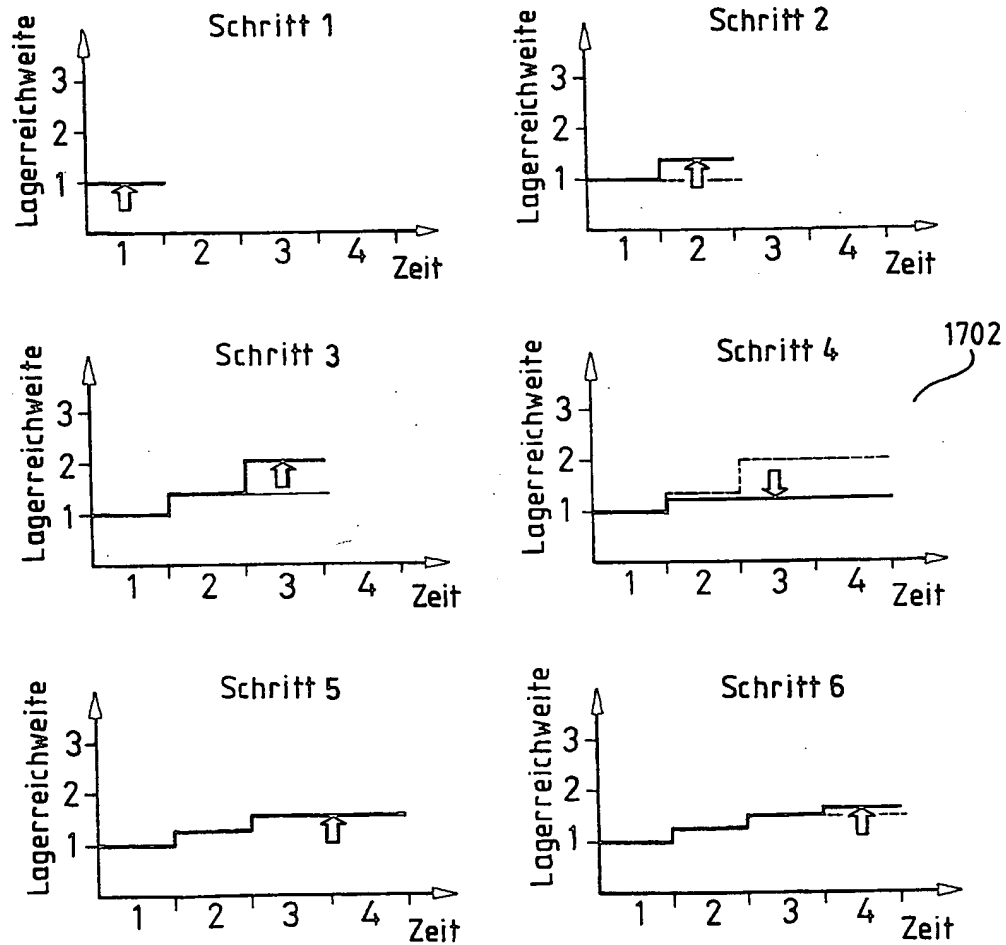 Schritt 1
Lagerreichweite
3
2
1
1 2 3 4
Zeit
Schritt 2
Lagerreichweite
3
2
1
1 2 3 4
Zeit
Schritt 3
Lagerreichweite
3
2
1
1 2 3 4
Zeit
Schritt 4
1702
Lagerreichweite
3
2
1
1 2 3 4
Zeit
Schritt 5
Lagerreichweite
3
2
1
1 2 3 4
Zeit
Schritt 6
Lagerreichweite
3
2
1
1 2 3 4
Zeit